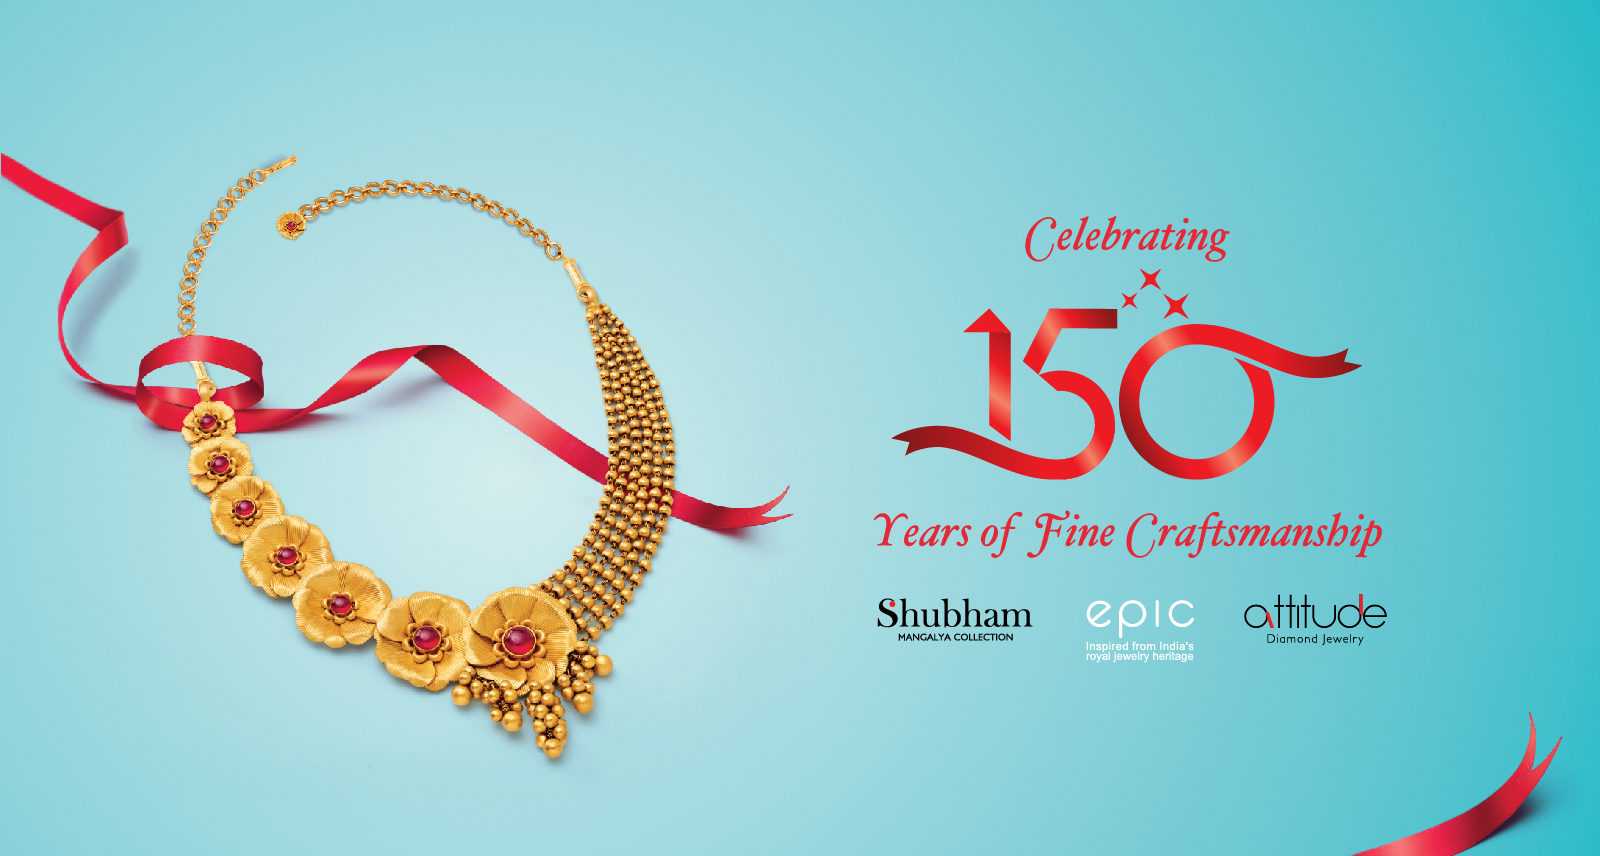 Celebrating
150
Years of Fine Craftsmanship
Shubham
MANGALYA COLLECTION
epic
Inspired from India's
royal jewelry heritage
attitude
Diamond Jewelry